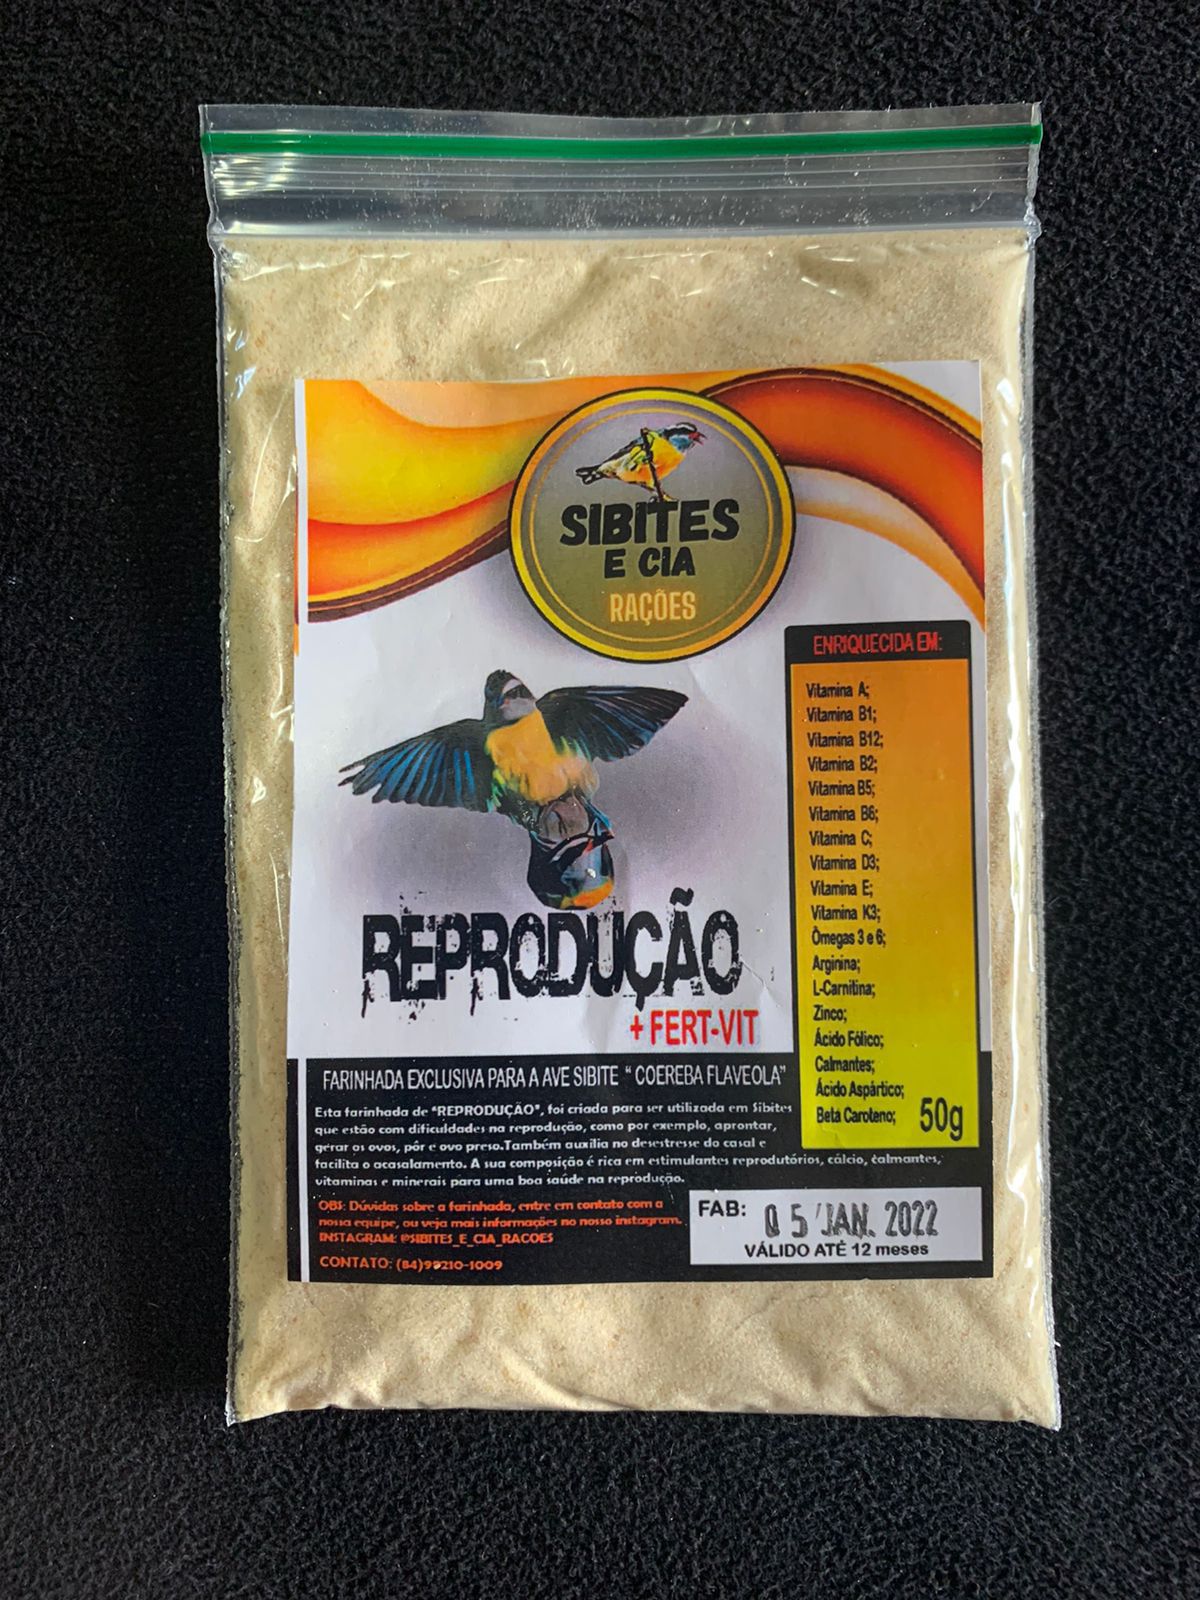 SIBITES
E CIA
RAÇÕES
ENRIQUECIDA EM:
Vitamina A;
Vitamina B1;
Vitamina B12;
Vitamina B2;
Vitamina B5;
Vitamina B6;
Vitamina C;
Vitamina D3;
Vitamina E;
Vitamina K3;
Ômegas 3 e 6;
Arginina;
L-Carnitina;
Zinco;
Ácido Fólico;
Calmantes;
Ácido Aspártico;
Beta Caroteno;
50g
REPRODUÇÃO
+ FERT-VIT
FARINHADA EXCLUSIVA PARA A AVE SIBITE " COEREBA FLAVEOLA"
Esta farinhada de "REPRODUÇÃO", foi criada para ser utilizada em Sibites
que estão com dificuldades na reprodução, como por exemplo, aprontar,
gerar os ovos, pôr e ovo preso.Também auxilia no desestresse do casal e
facilita o acasalamento. A sua composição é rica em estimulantes reprodutórios, cálcio, calmantes,
vitaminas e minerais para uma boa saúde na reprodução.
OBS: Dúvidas sobre a farinhada, entre em contato com a
nossa equipe, ou veja mais informações no nosso instagram.
INSTAGRAM: @SIBITES_E_CIA_RACOES
CONTATO: (84)99210-1009
FAB: 05 JAN. 2022
VÁLIDO ATÉ 12 meses